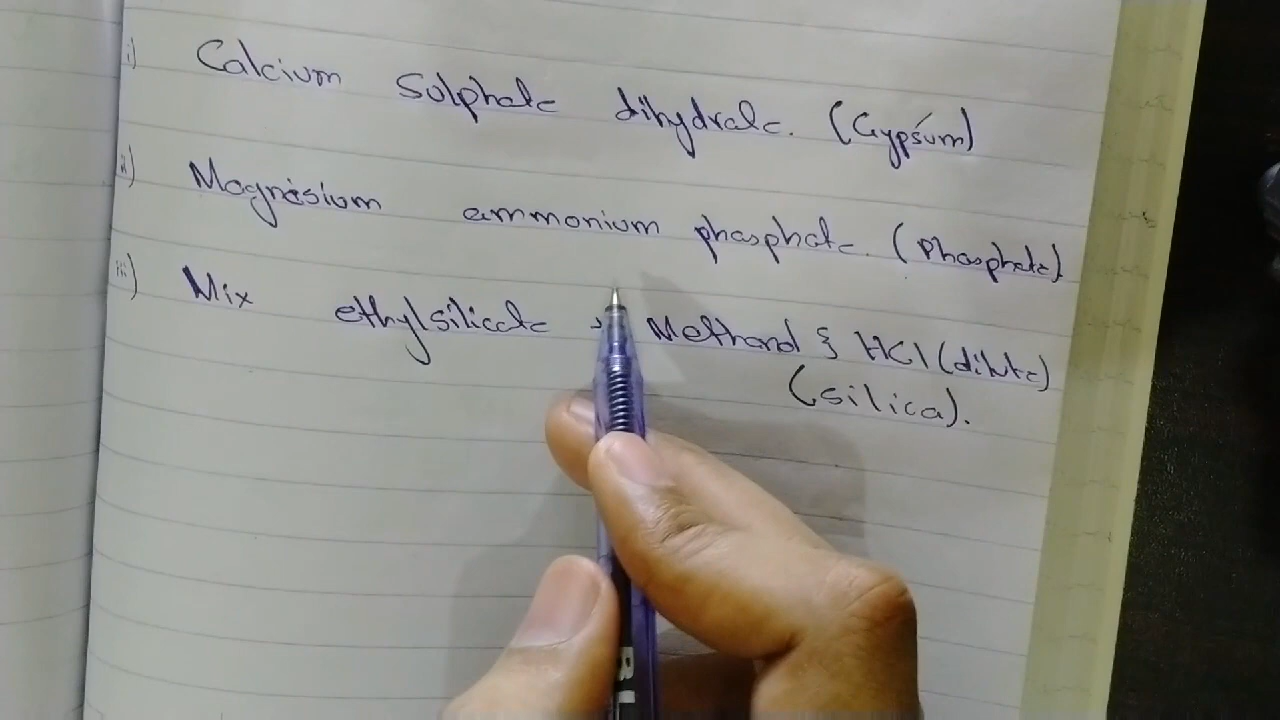 i) Calcium Sulphate dihydrate. (Gypsum)
ii) Magnesium ammonium phosphate. (Phosphate)
iii) Mix ethylsilicate, Methanol & HCl (dilute)
(silica).